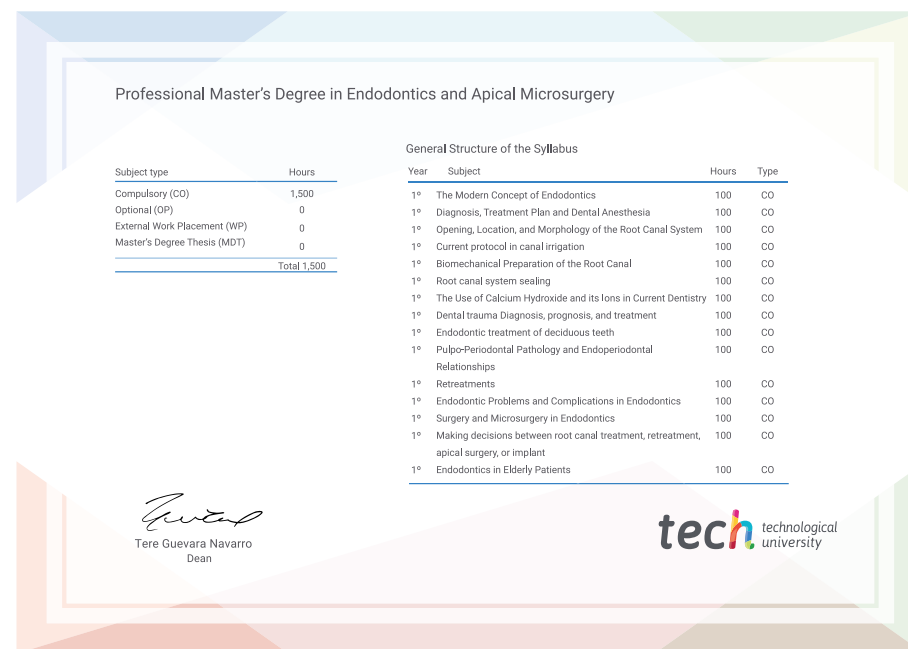 Professional Master's Degree in Endodontics and Apical Microsurgery
Subject type Hours
Compulsory (CO) 1,500
Optional (OP) 0
External Work Placement (WP) 0
Master's Degree Thesis (MDT) 0
Total 1,500
General Structure of the Syllabus
Year Subject Hours Type
1º The Modern Concept of Endodontics 100 CO
1º Diagnosis, Treatment Plan and Dental Anesthesia 100 CO
1º Opening, Location, and Morphology of the Root Canal System 100 CO
1º Current protocol in canal irrigation 100 CO
1º Biomechanical Preparation of the Root Canal 100 CO
1º Root canal system sealing 100 CO
1º The Use of Calcium Hydroxide and its Ions in Current Dentistry 100 CO
1º Dental trauma Diagnosis, prognosis, and treatment 100 CO
1º Endodontic treatment of deciduous teeth 100 CO
1º Pulpo-Periodontal Pathology and Endoperiodontal 100 CO
Relationships
1º Retreatments 100 CO
1º Endodontic Problems and Complications in Endodontics 100 CO
1º Surgery and Microsurgery in Endodontics 100 CO
1º Making decisions between root canal treatment, retreatment, 100 CO
apical surgery, or implant
1º Endodontics in Elderly Patients 100 CO
Tere Guevara Navarro
Dean
tech technological
university